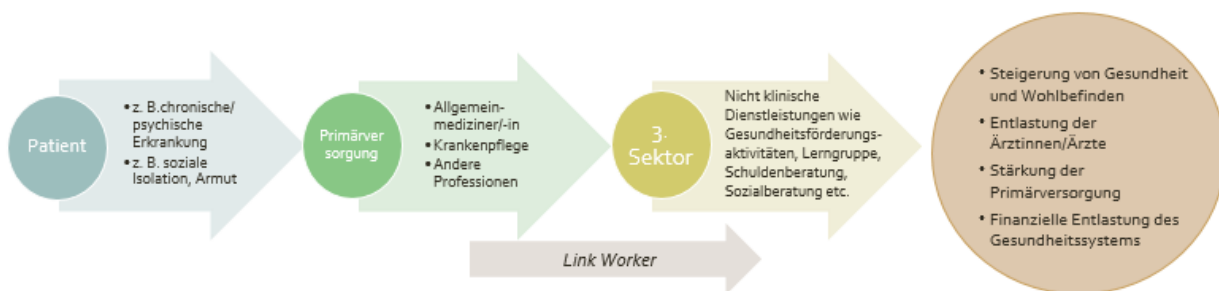 Patient
• z. B.chronische/
psychische
Erkrankung
• z. B. soziale
Isolation, Armut
Primärver
sorgung
• Allgemein-
mediziner/-in
• Krankenpflege
• Andere
Professionen
3.
Sektor
Nicht klinische
Dienstleistungen wie
Gesundheitsförderungs-
aktivitäten, Lerngruppe,
Schuldenberatung,
Sozialberatung etc.
Link Worker
• Steigerung von Gesundheit
und Wohlbefinden
• Entlastung der
Ärztinnen/Ärzte
• Stärkung der
Primärversorgung
• Finanzielle Entlastung des
Gesundheitssystems